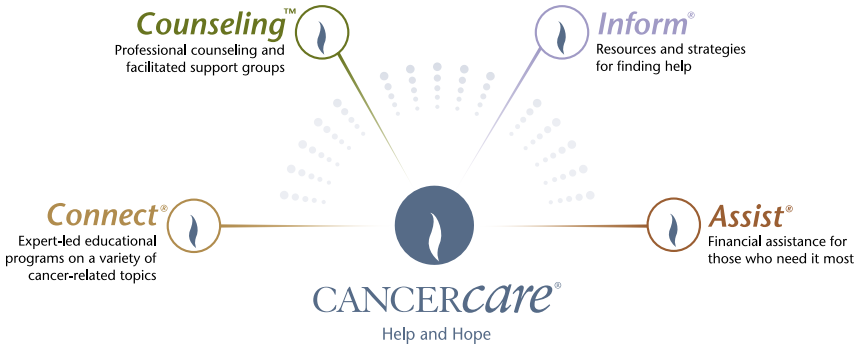 Counseling™
Professional counseling and
facilitated support groups
Inform®
Resources and strategies
for finding help
Connect®
Expert-led educational
programs on a variety of
cancer-related topics
Assist®
Financial assistance for
those who need it most
CANCERcare®
Help and Hope